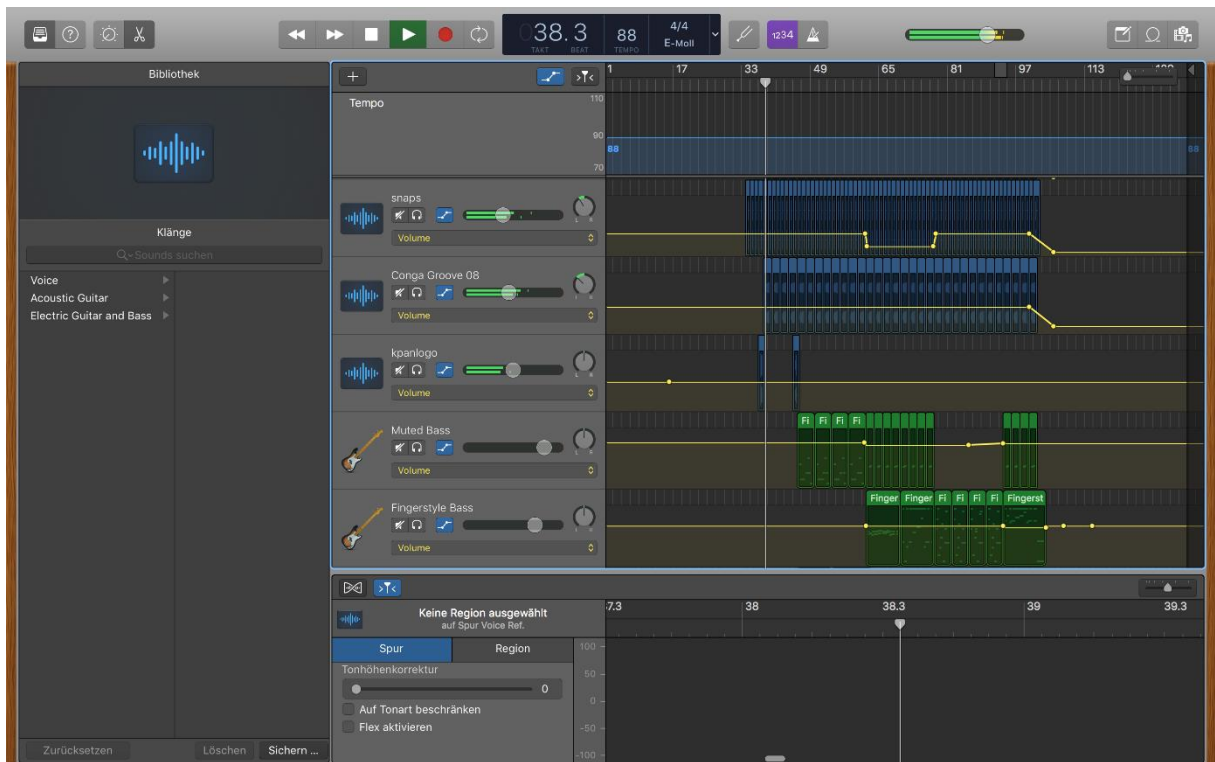 038.3
TAKT BEAT
88
TEMPO
4/4
E-Moll
1234
Bibliothek
Klänge
Sounds suchen
Voice
Acoustic Guitar
Electric Guitar and Bass
Zurücksetzen Löschen Sichern ...
1 17 33 49 65 81 97 113
Tempo
110
90
70
88 88
snaps
L R
Volume
Conga Groove 08
L R
Volume
kpanlogo
L R
Volume
Muted Bass
L R
Volume
Fi Fi Fi Fi
Fingerstyle Bass
L R
Volume
Finger Finger Fi Fi Fi Fi Fingerst
Keine Region ausgewählt
auf Spur Voice Ref.
7.3 38 38.3 39 39.3
Spur Region
Tonhöhenkorrektur
0
Auf Tonart beschränken
Flex aktivieren
100
50
0
-50
-100